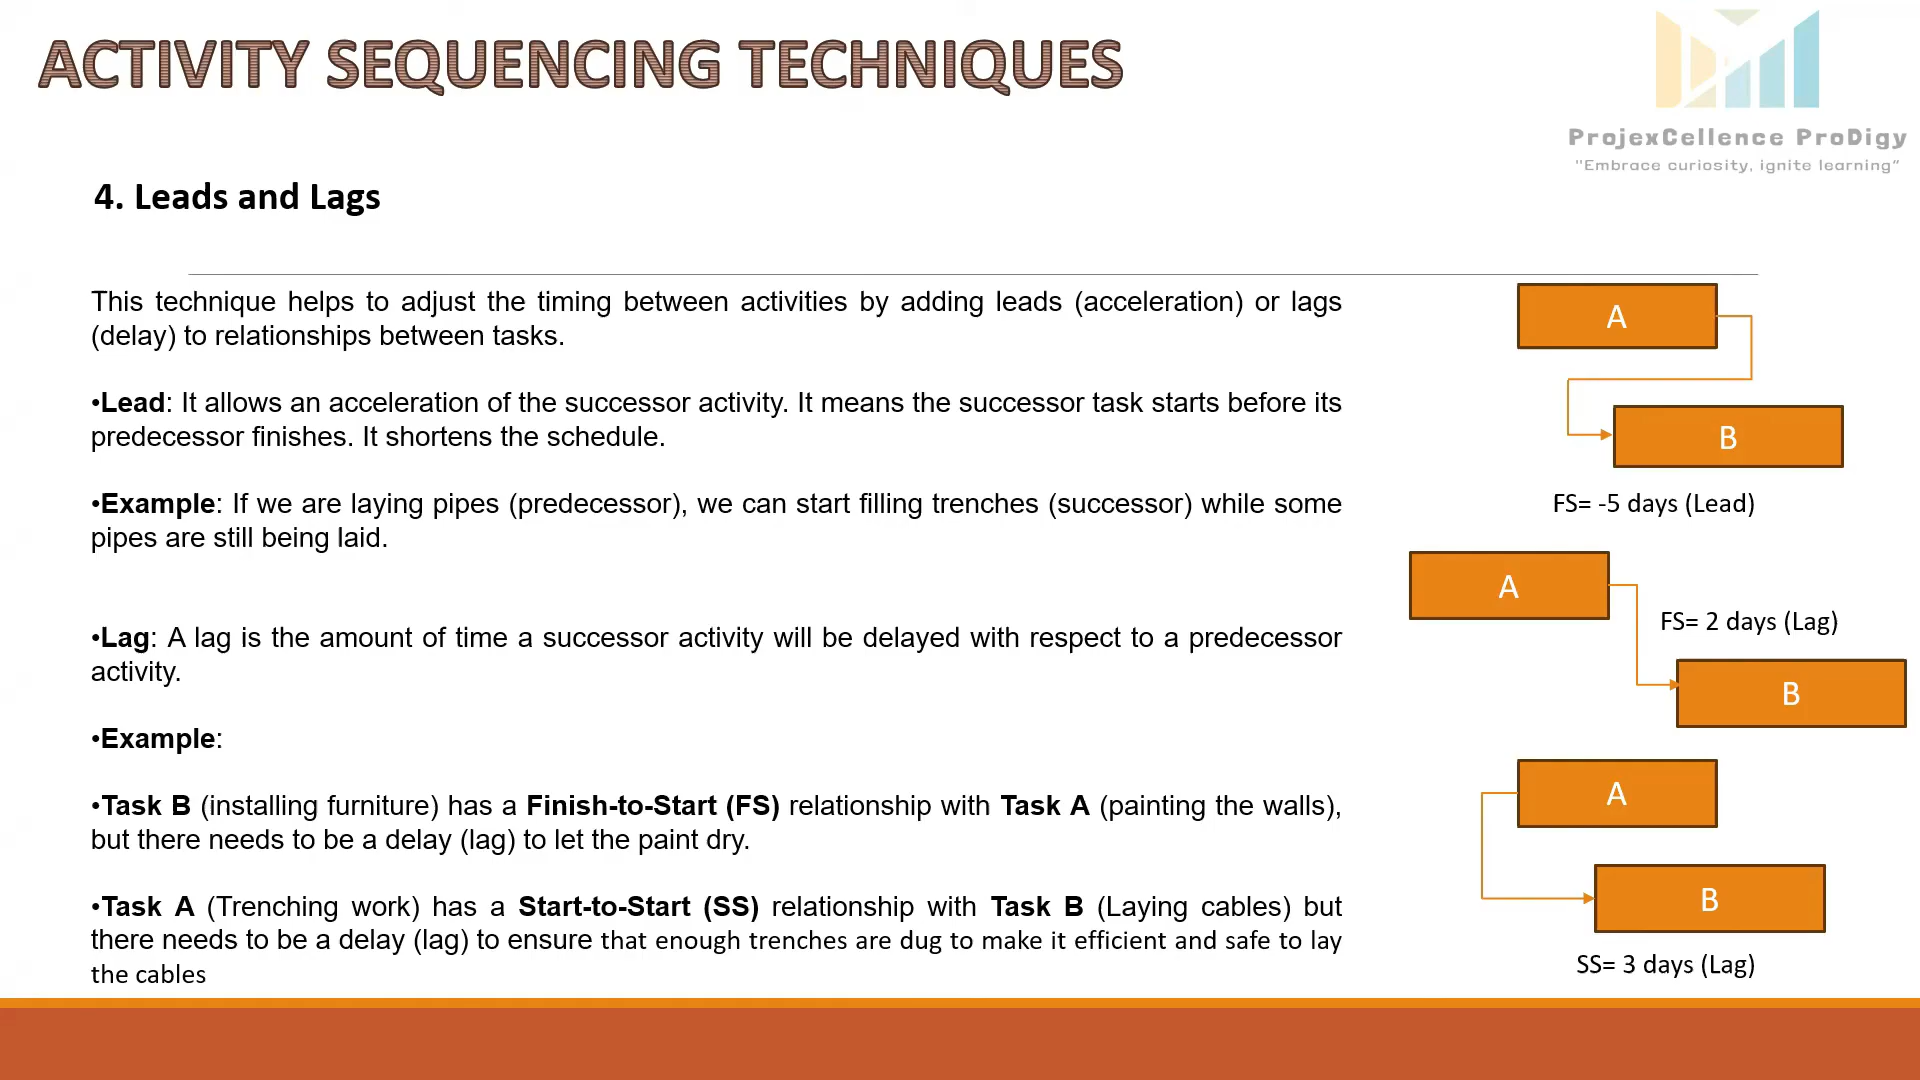 ACTIVITY SEQUENCING TECHNIQUES
ProjexCellence ProDigy
"Embrace curiosity, ignite learning"
4. Leads and Lags
This technique helps to adjust the timing between activities by adding leads (acceleration) or lags
(delay) to relationships between tasks.
•Lead: It allows an acceleration of the successor activity. It means the successor task starts before its
predecessor finishes. It shortens the schedule.
•Example: If we are laying pipes (predecessor), we can start filling trenches (successor) while some
pipes are still being laid.
•Lag: A lag is the amount of time a successor activity will be delayed with respect to a predecessor
activity.
•Example:
•Task B (installing furniture) has a Finish-to-Start (FS) relationship with Task A (painting the walls),
but there needs to be a delay (lag) to let the paint dry.
•Task A (Trenching work) has a Start-to-Start (SS) relationship with Task B (Laying cables) but
there needs to be a delay (lag) to ensure that enough trenches are dug to make it efficient and safe to lay
the cables
A
B
FS= -5 days (Lead)
A
FS= 2 days (Lag)
B
A
B
SS= 3 days (Lag)